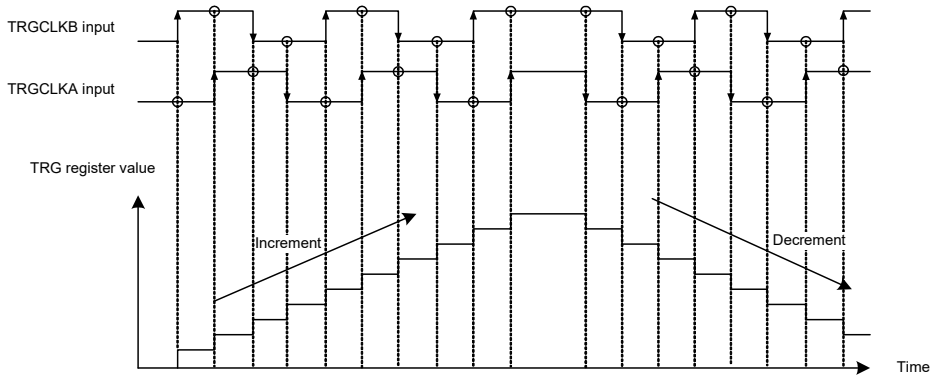 TRGCLKB input
TRGCLKA input
TRG register value
Increment
Decrement
Time